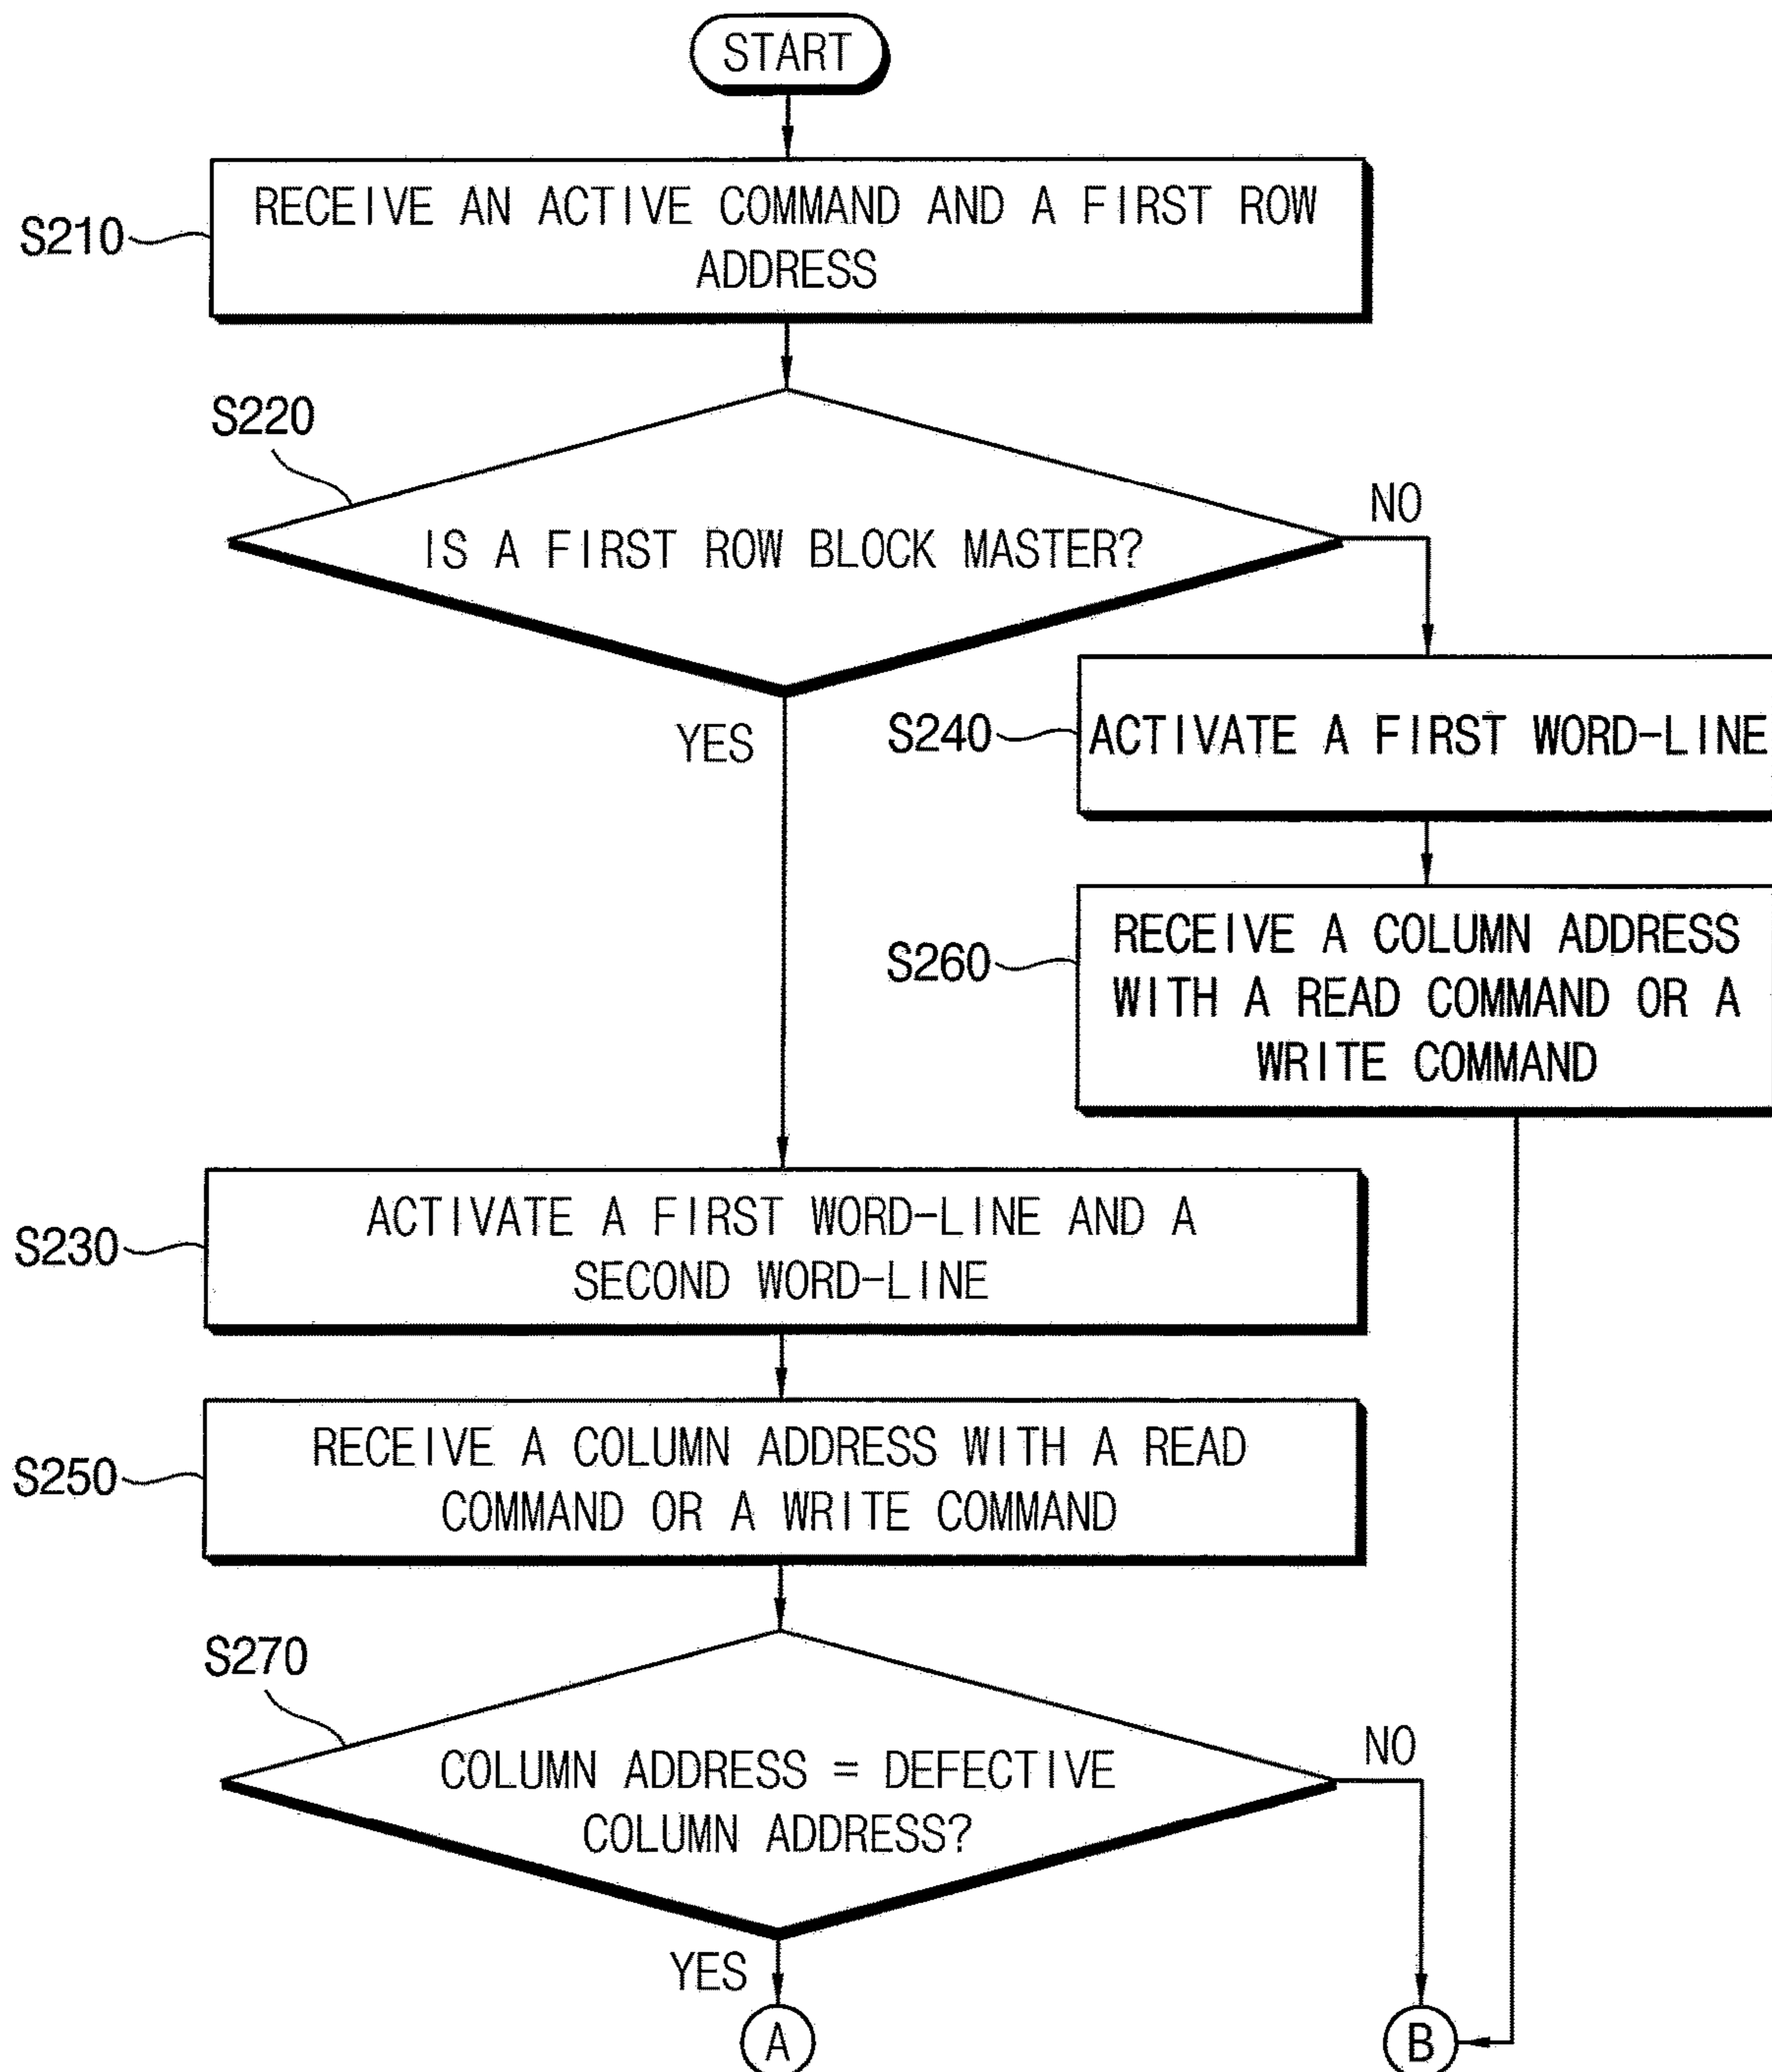 START
S210
RECEIVE AN ACTIVE COMMAND AND A FIRST ROW
ADDRESS
S220
IS A FIRST ROW BLOCK MASTER?
NO
YES
S240
ACTIVATE A FIRST WORD-LINE
S260
RECEIVE A COLUMN ADDRESS
WITH A READ COMMAND OR A
WRITE COMMAND
S230
ACTIVATE A FIRST WORD-LINE AND A
SECOND WORD-LINE
S250
RECEIVE A COLUMN ADDRESS WITH A READ
COMMAND OR A WRITE COMMAND
S270
COLUMN ADDRESS = DEFECTIVE
COLUMN ADDRESS?
NO
YES
A
B